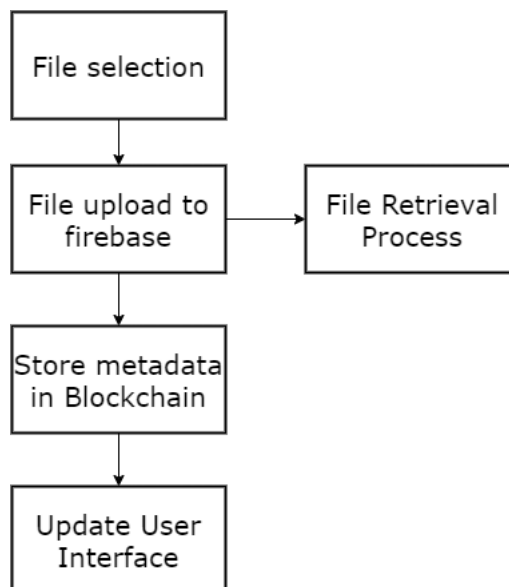 File selection
File upload to
firebase
File Retrieval
Process
Store metadata
in Blockchain
Update User
Interface